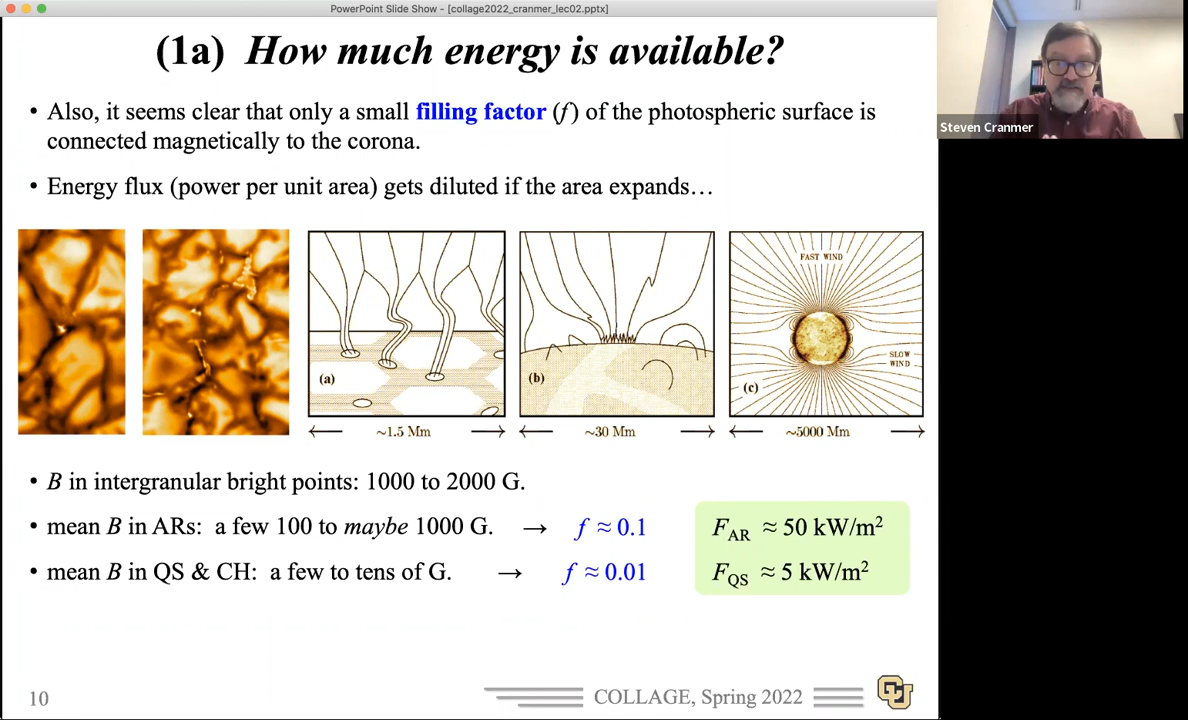 PowerPoint Slide Show - [collage2022_cranmer_lec02.pptx]
(1a) How much energy is available?
• Also, it seems clear that only a small filling factor (f) of the photospheric surface is
connected magnetically to the corona.
• Energy flux (power per unit area) gets diluted if the area expands…
(a)
~1.5 Mm
(b)
~30 Mm
FAST WIND
SLOW
WIND
(c)
~5000 Mm
• B in intergranular bright points: 1000 to 2000 G.
• mean B in ARs: a few 100 to maybe 1000 G. → f ≈ 0.1
• mean B in QS & CH: a few to tens of G. → f ≈ 0.01
F_AR ≈ 50 kW/m²
F_QS ≈ 5 kW/m²
10
COLLAGE, Spring 2022
CU
Steven Cranmer